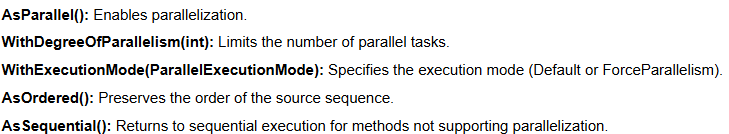 AsParallel(): Enables parallelization.
WithDegreeOfParallelism(int): Limits the number of parallel tasks.
WithExecutionMode(ParallelExecutionMode): Specifies the execution mode (Default or ForceParallelism).
AsOrdered(): Preserves the order of the source sequence.
AsSequential(): Returns to sequential execution for methods not supporting parallelization.